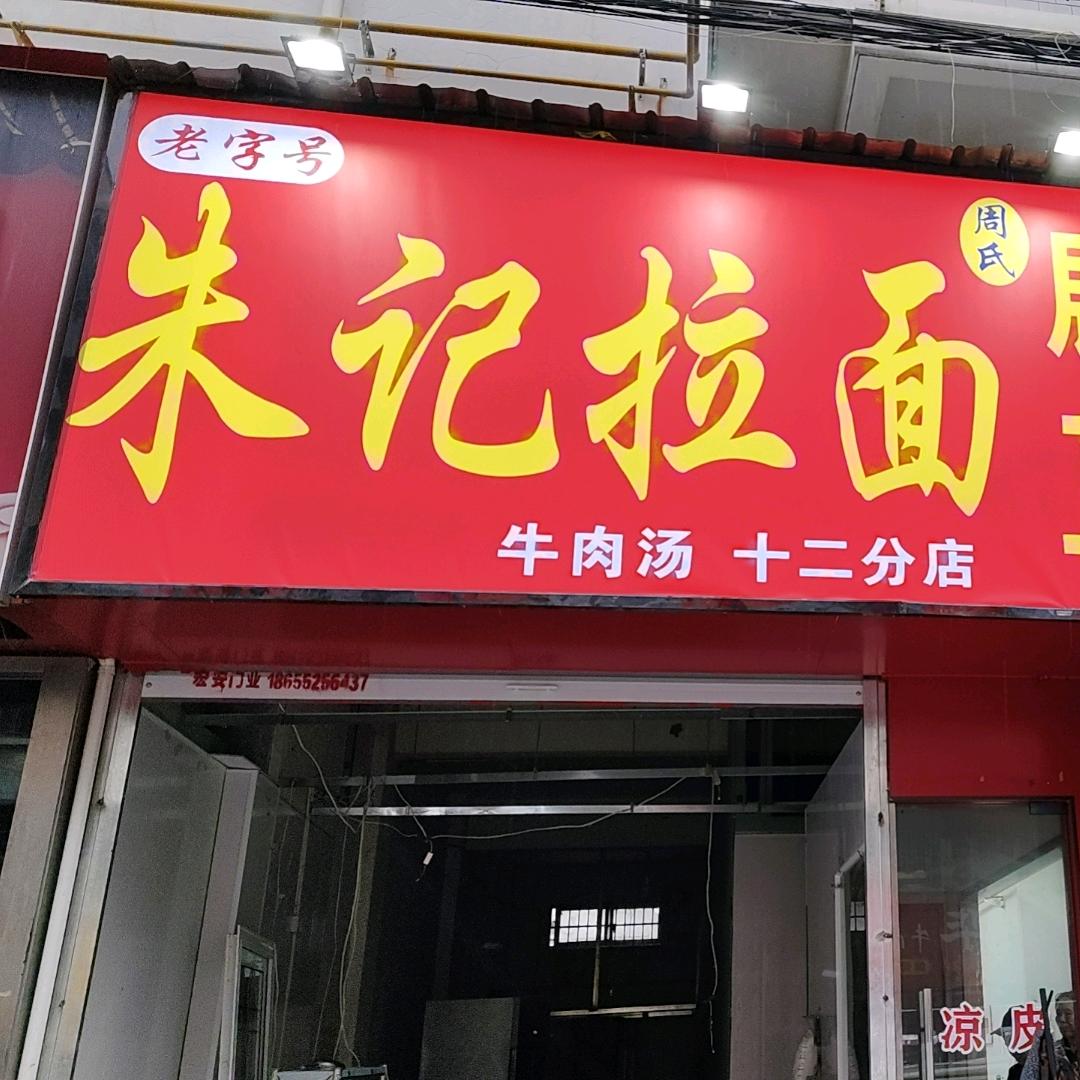 老字号
朱记拉面
周氏
牛肉汤 十二分店
宏安门业 18655256437
凉皮